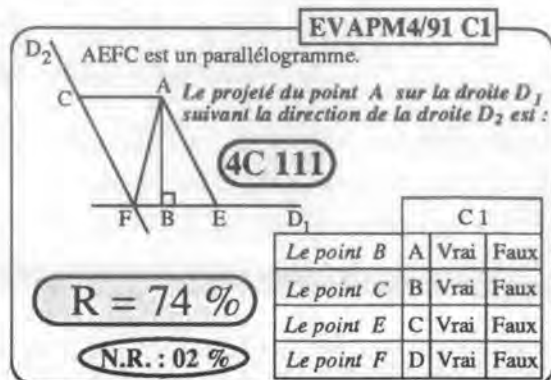 EVAPM4/91 C1
D2 AEFC est un parallélogramme.
C A Le projeté du point A sur la droite D1
suivant la direction de la droite D2 est :
4C 111
F B E D1
C 1
Le point B A Vrai Faux
Le point C B Vrai Faux
Le point E C Vrai Faux
Le point F D Vrai Faux
R = 74 %
N.R. : 02 %